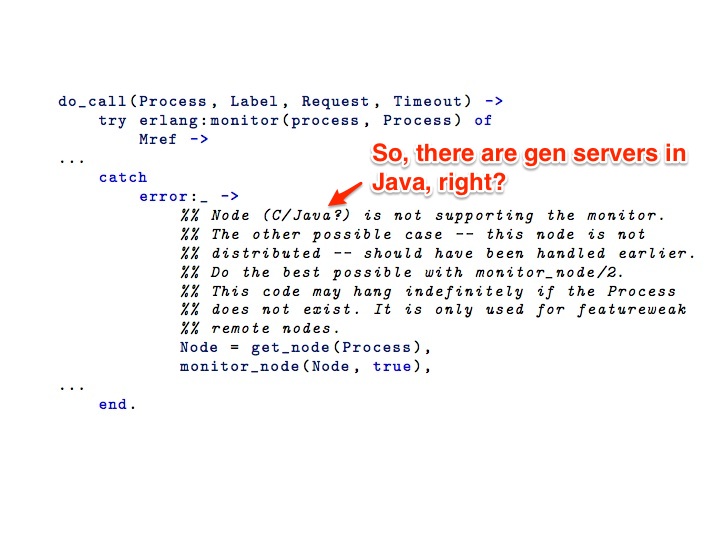 do_call(Process, Label, Request, Timeout) ->
try erlang:monitor(process, Process) of
Mref ->
...
So, there are gen servers in
Java, right?
catch
error:_ ->
%% Node (C/Java?) is not supporting the monitor.
%% The other possible case -- this node is not
%% distributed -- should have been handled earlier.
%% Do the best possible with monitor_node/2.
%% This code may hang indefinitely if the Process
%% does not exist. It is only used for featureweak
%% remote nodes.
Node = get_node(Process),
monitor_node(Node, true),
...
end.